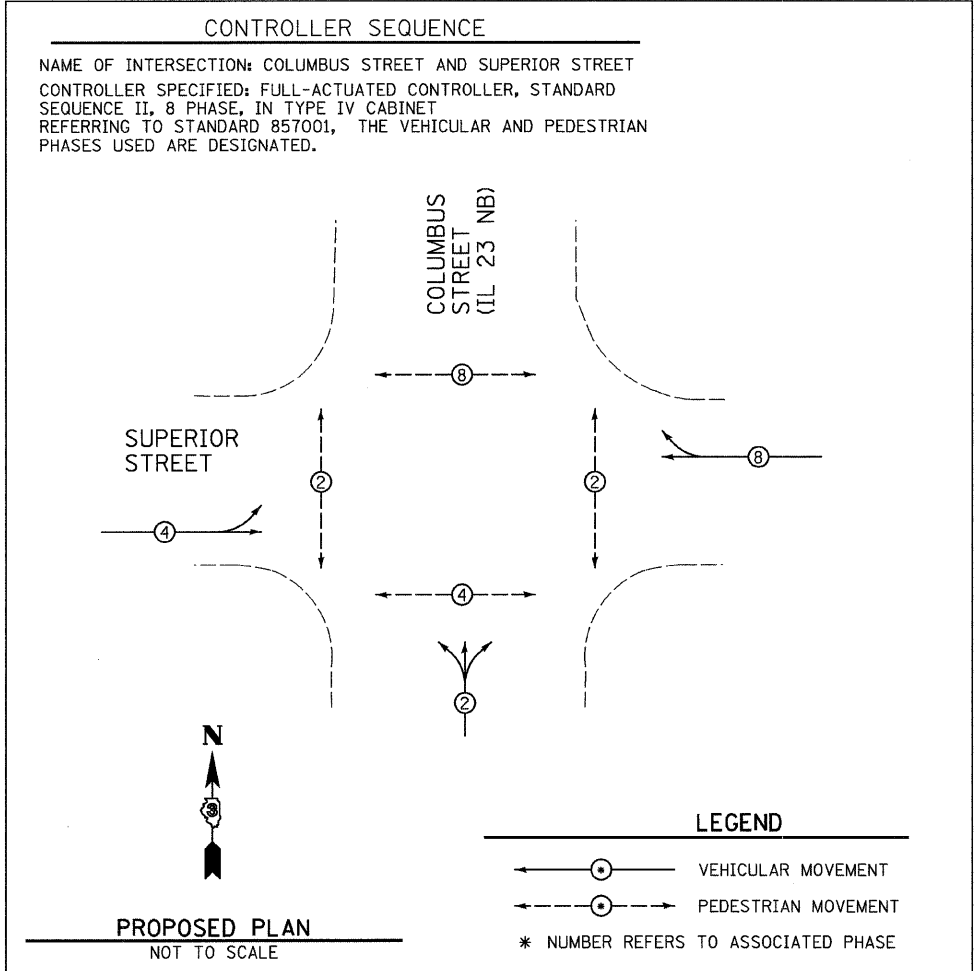 CONTROLLER SEQUENCE
NAME OF INTERSECTION: COLUMBUS STREET AND SUPERIOR STREET
CONTROLLER SPECIFIED: FULL-ACTUATED CONTROLLER, STANDARD
SEQUENCE II, 8 PHASE, IN TYPE IV CABINET
REFERRING TO STANDARD 857001, THE VEHICULAR AND PEDESTRIAN
PHASES USED ARE DESIGNATED.
COLUMBUS
STREET
(IL 23 NB)
8
SUPERIOR
STREET
8
2
2
4
4
2
N
3
PROPOSED PLAN
NOT TO SCALE
LEGEND
* VEHICULAR MOVEMENT
* PEDESTRIAN MOVEMENT
* NUMBER REFERS TO ASSOCIATED PHASE